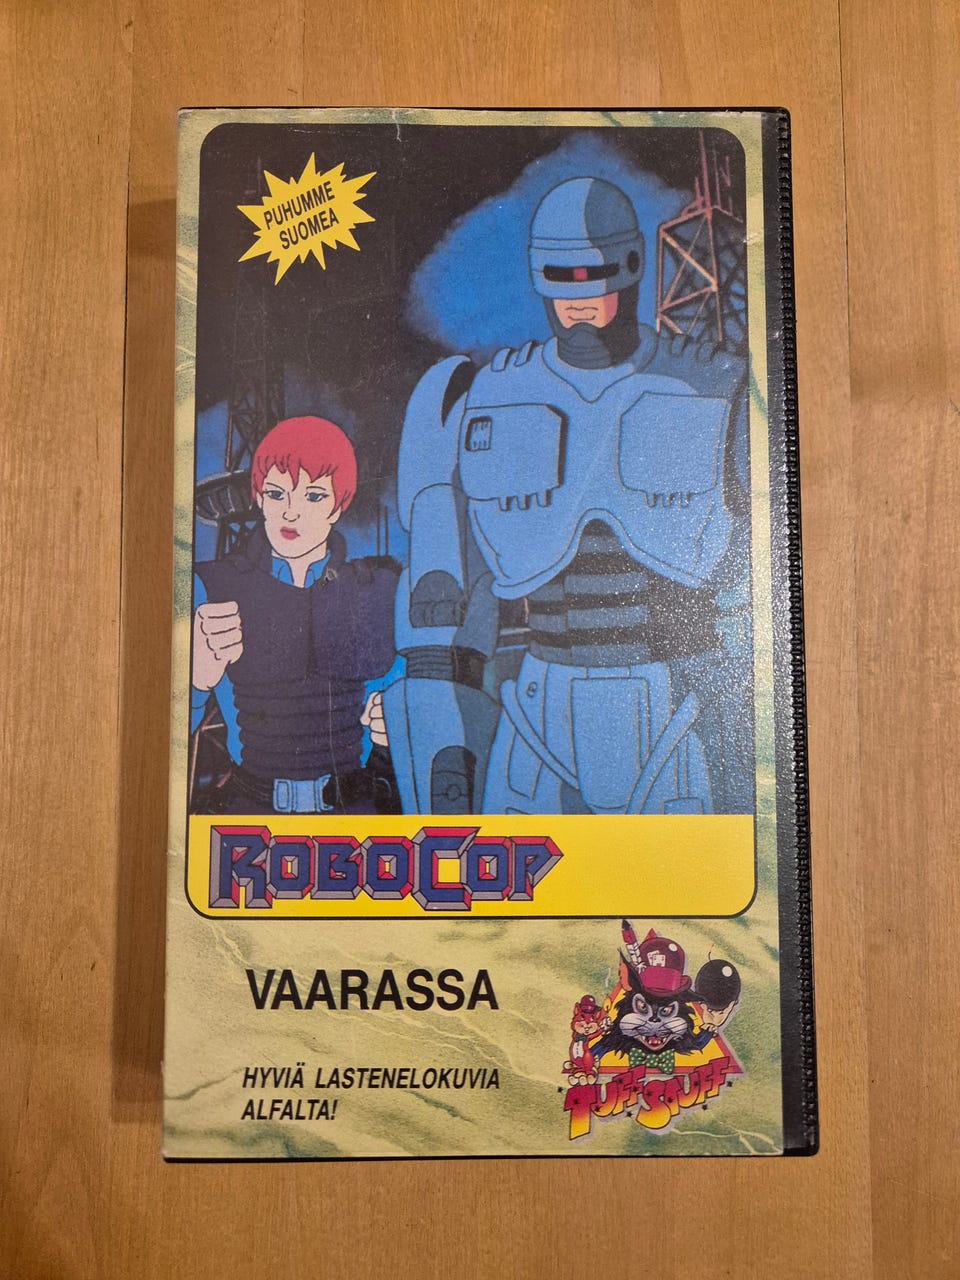 PUHUMME
SUOMEA
ROBOCOP
VAARASSA
HYVIÄ LASTENELOKUVIA
ALFALTA!
TUFF STUFF